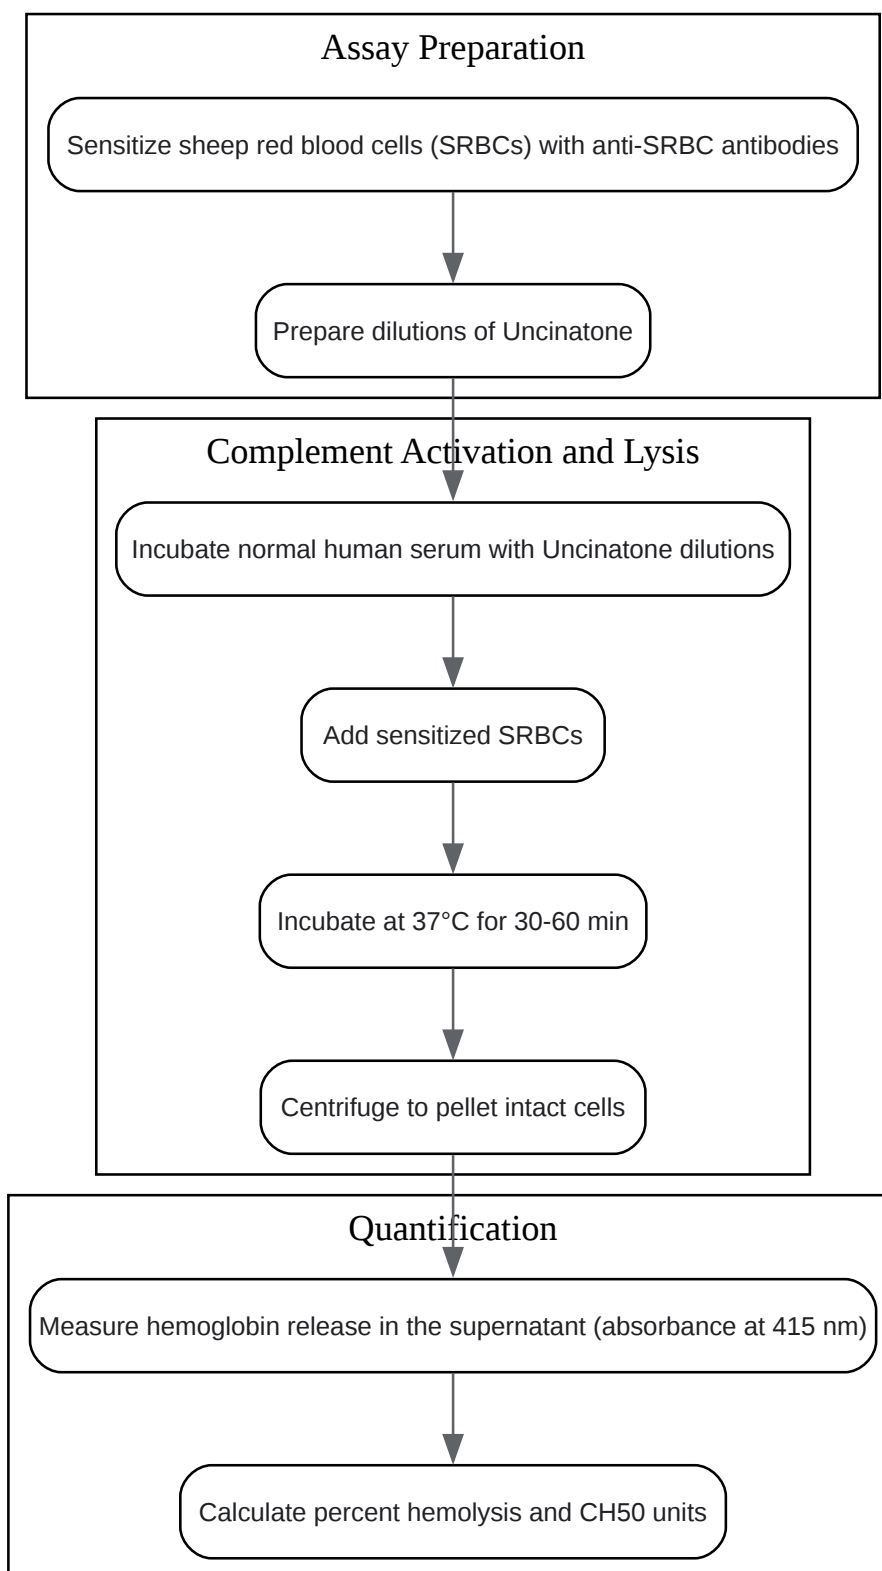 Assay Preparation
Sensitize sheep red blood cells (SRBCs) with anti-SRBC antibodies
Prepare dilutions of Uncinatone
Complement Activation and Lysis
Incubate normal human serum with Uncinatone dilutions
Add sensitized SRBCs
Incubate at 37°C for 30-60 min
Centrifuge to pellet intact cells
Quantification
Measure hemoglobin release in the supernatant (absorbance at 415 nm)
Calculate percent hemolysis and CH50 units